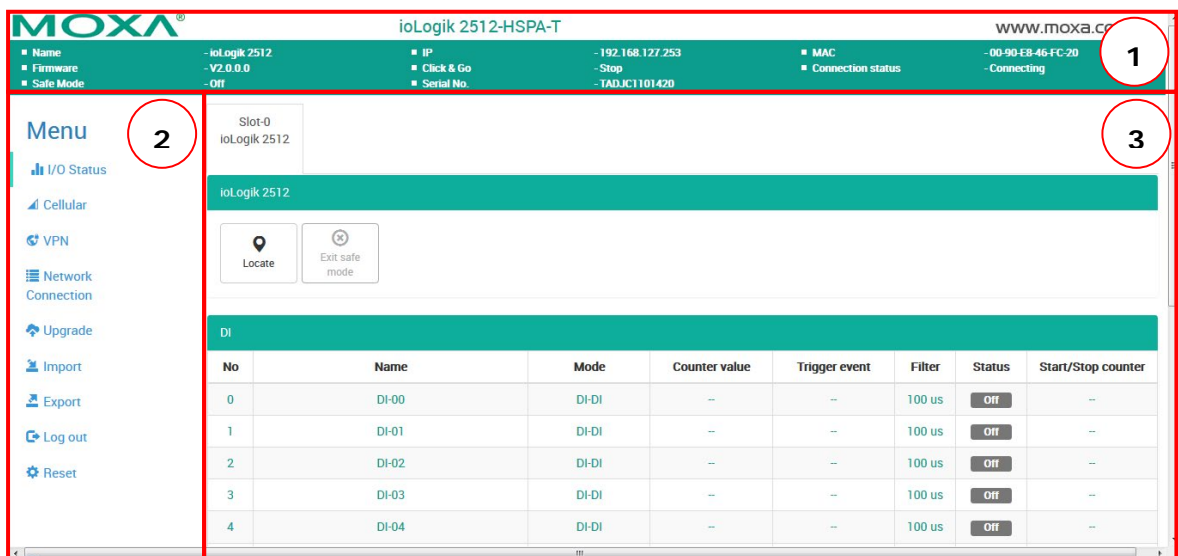 MOXA®
ioLogik 2512-HSPA-T
www.moxa.co
Name - ioLogik 2512 IP - 192.168.127.253 MAC - 00-90-E8-46-FC-20
Firmware - V2.0.0.0 Click & Go - Stop Connection status - Connecting
Safe Mode - Off Serial No. - TADJC1101420
1
Menu
2
I/O Status
Cellular
VPN
Network
Connection
Upgrade
Import
Export
Log out
Reset
Slot-0
ioLogik 2512
3
ioLogik 2512
Locate
Exit safe
mode
DI
No Name Mode Counter value Trigger event Filter Status Start/Stop counter
0 DI-00 DI-DI -- -- 100 us Off --
1 DI-01 DI-DI -- -- 100 us Off --
2 DI-02 DI-DI -- -- 100 us Off --
3 DI-03 DI-DI -- -- 100 us Off --
4 DI-04 DI-DI -- -- 100 us Off --